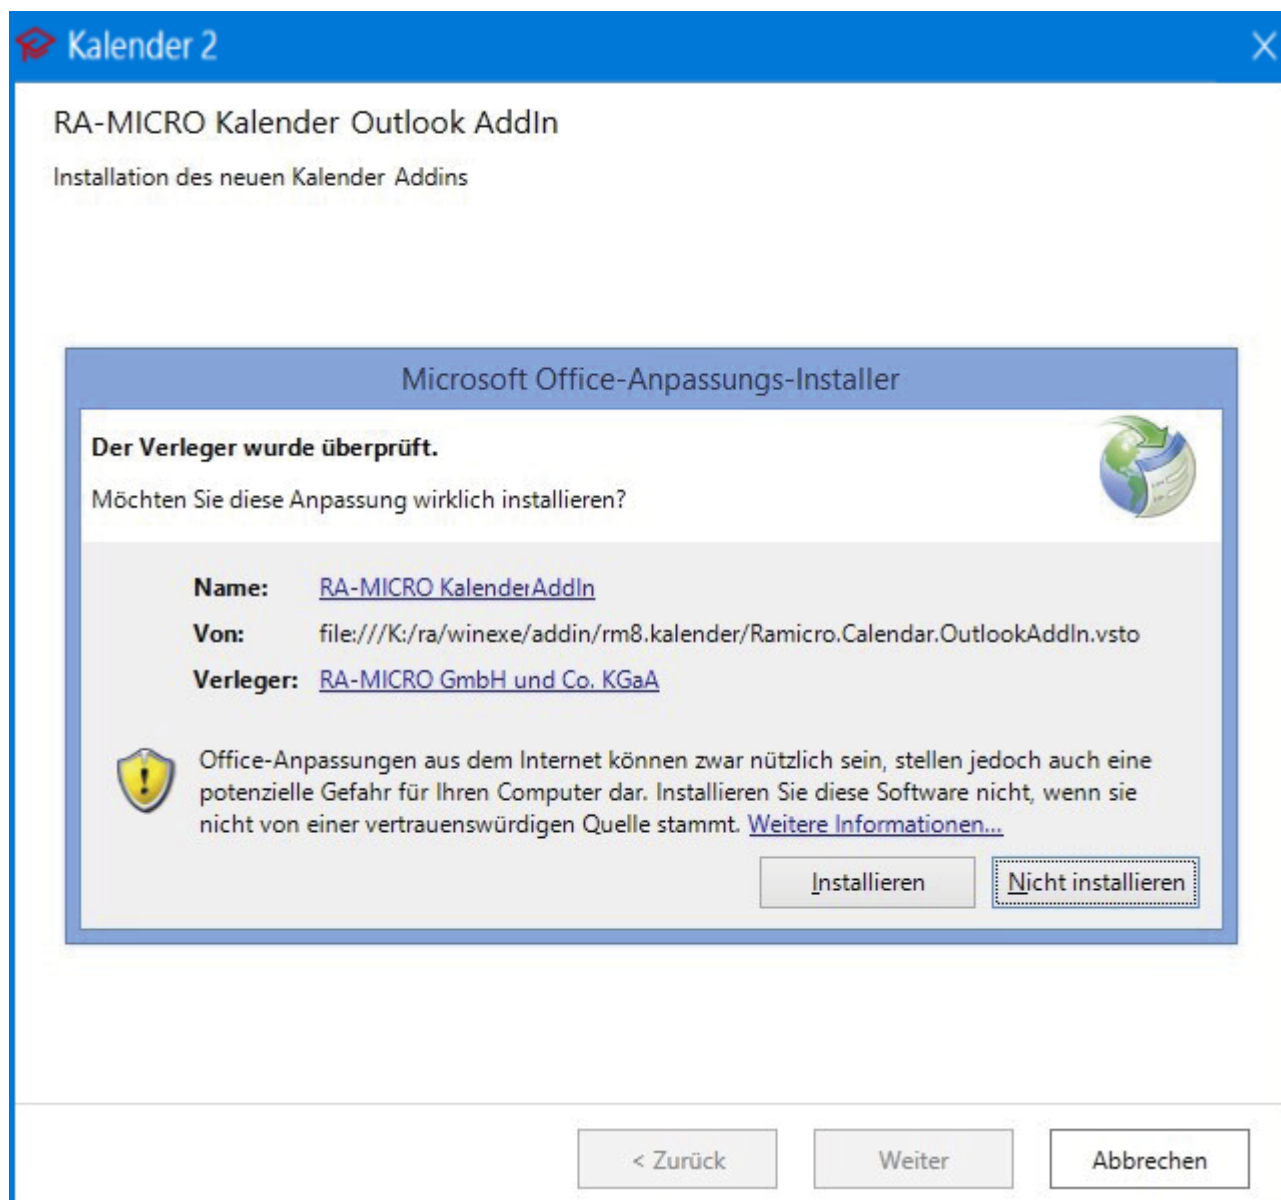 Kalender 2
RA-MICRO Kalender Outlook AddIn
Installation des neuen Kalender Addins
Microsoft Office-Anpassungs-Installer
Der Verleger wurde überprüft.
Möchten Sie diese Anpassung wirklich installieren?
Name: RA-MICRO KalenderAddIn
Von: file:///K:/ra/winexe/addin/rm8.kalender/Ramicro.Calendar.OutlookAddIn.vsto
Verleger: RA-MICRO GmbH und Co. KGaA
Office-Anpassungen aus dem Internet können zwar nützlich sein, stellen jedoch auch eine
potenzielle Gefahr für Ihren Computer dar. Installieren Sie diese Software nicht, wenn sie
nicht von einer vertrauenswürdigen Quelle stammt. Weitere Informationen...
Installieren Nicht installieren
< Zurück Weiter Abbrechen